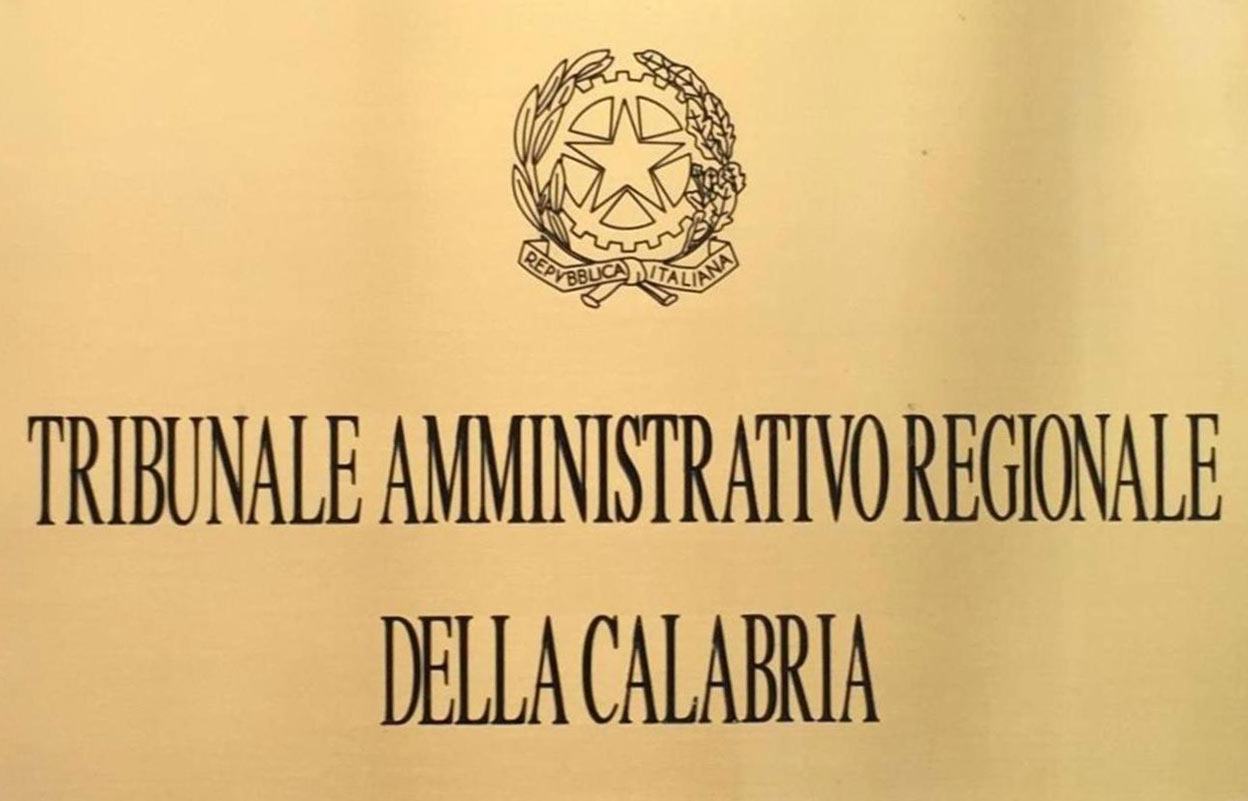 REPVBBLICA ITALIANA
TRIBUNALE AMMINISTRATIVO REGIONALE
DELLA CALABRIA